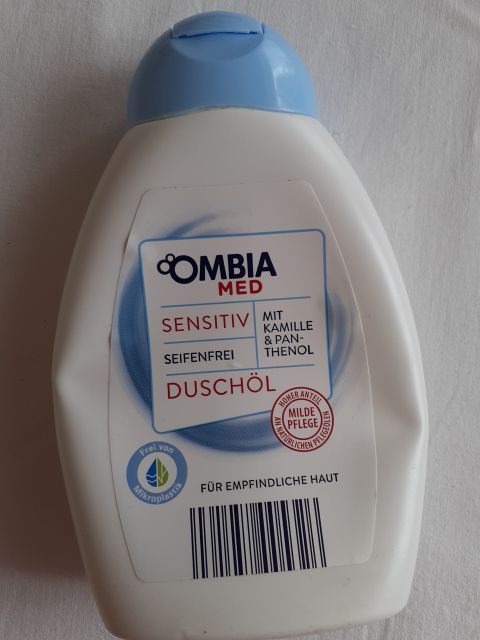 OMBIA
MED
SENSITIV
SEIFENFREI
MIT
KAMILLE
& PAN-
THENOL
DUSCHÖL
HOHER ANTEIL
MILDE
PFLEGE
AN NATÜRLICHEN PFLEGEÖLEN
Frei von
Mikroplastik
FÜR EMPFINDLICHE HAUT